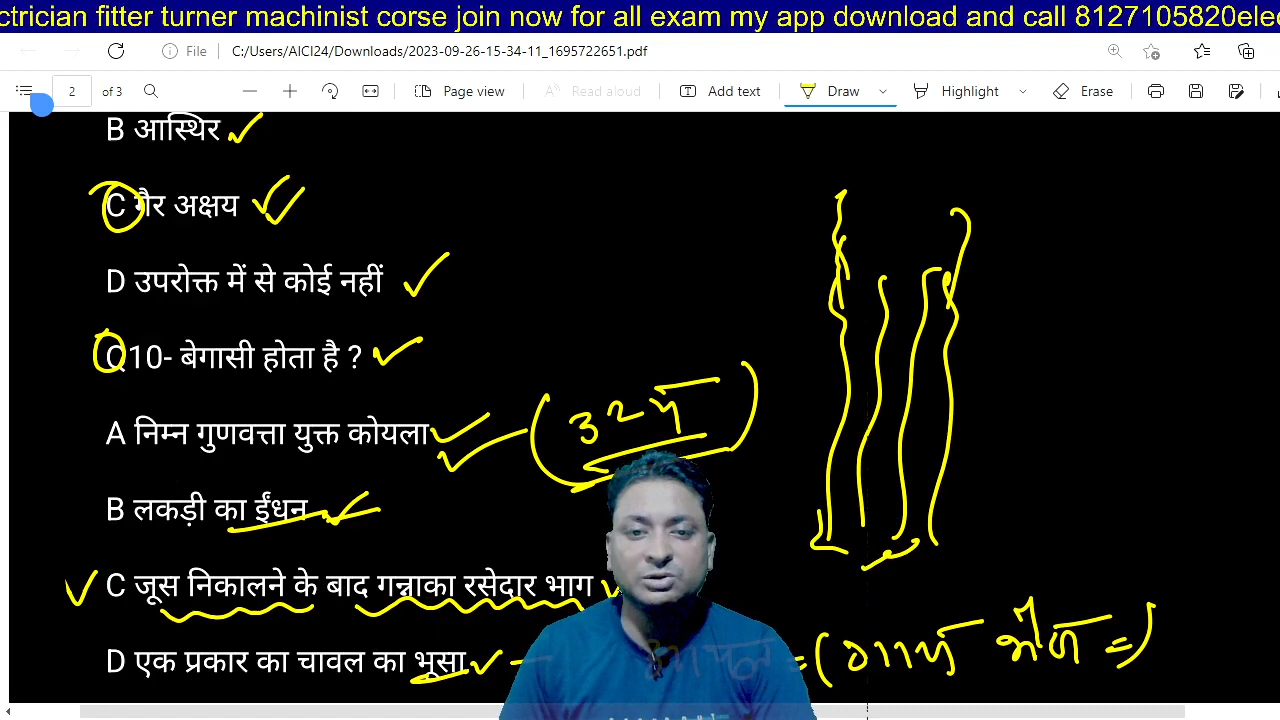 ctrician fitter turner machinist corse join now for all exam my app download and call 8127105820elec
File C:/Users/AICI24/Downloads/2023-09-26-15-34-11_1695722651.pdf
2 of 3 Page view Read aloud Add text Draw Highlight Erase
B आस्थिर
C गैर अक्षय
D उपरोक्त में से कोई नहीं
Q10- बेगासी होता है ?
A निम्न गुणवत्ता युक्त कोयला
B लकड़ी का ईंधन
C जूस निकालने के बाद गन्नाका रसेदार भाग
D एक प्रकार का चावल का भूसा